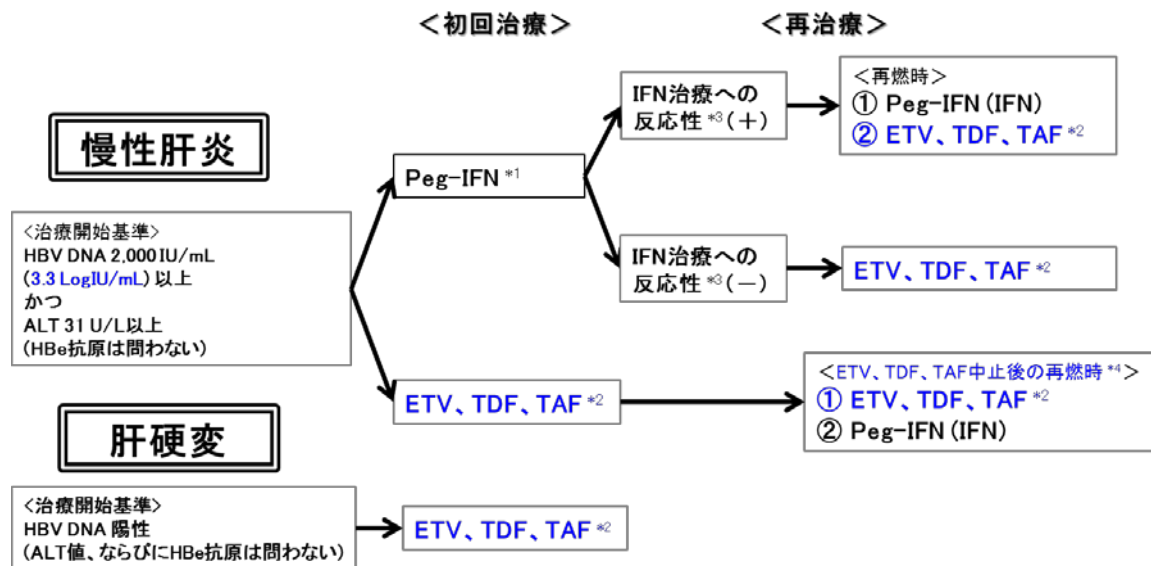 ＜初回治療＞
＜再治療＞
慢性肝炎
＜治療開始基準＞
HBV DNA 2,000 IU/mL
(3.3 LogIU/mL) 以上
かつ
ALT 31 U/L以上
(HBe抗原は問わない)
Peg-IFN *1
IFN治療への
反応性 *3 (＋)
＜再燃時＞
① Peg-IFN (IFN)
② ETV、TDF、TAF *2
IFN治療への
反応性 *3 (－)
ETV、TDF、TAF *2
ETV、TDF、TAF *2
＜ETV、TDF、TAF中止後の再燃時 *4＞
① ETV、TDF、TAF *2
② Peg-IFN (IFN)
肝硬変
＜治療開始基準＞
HBV DNA 陽性
(ALT値、ならびにHBe抗原は問わない)
ETV、TDF、TAF *2